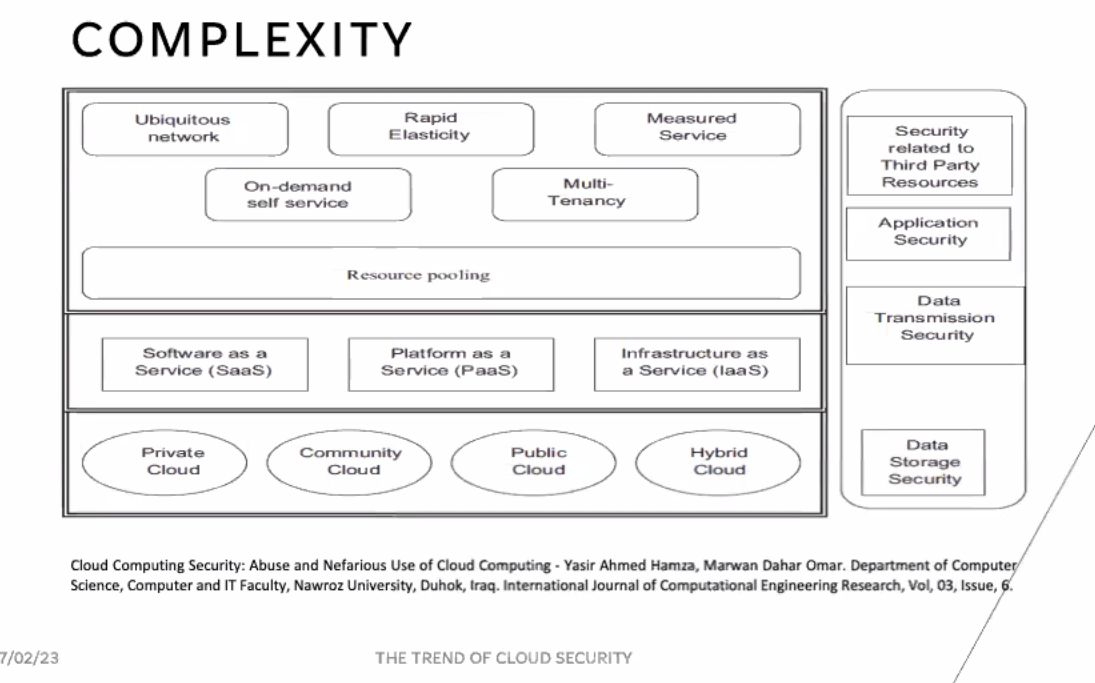 COMPLEXITY
Ubiquitous
network
Rapid
Elasticity
Measured
Service
On-demand
self service
Multi-
Tenancy
Resource pooling
Software as a
Service (SaaS)
Platform as a
Service (PaaS)
Infrastructure as
a Service (IaaS)
Private
Cloud
Community
Cloud
Public
Cloud
Hybrid
Cloud
Security
related to
Third Party
Resources
Application
Security
Data
Transmission
Security
Data
Storage
Security
Cloud Computing Security: Abuse and Nefarious Use of Cloud Computing - Yasir Ahmed Hamza, Marwan Dahar Omar. Department of Computer
Science, Computer and IT Faculty, Nawroz University, Duhok, Iraq. International Journal of Computational Engineering Research, Vol, 03, Issue, 6.
7/02/23
THE TREND OF CLOUD SECURITY